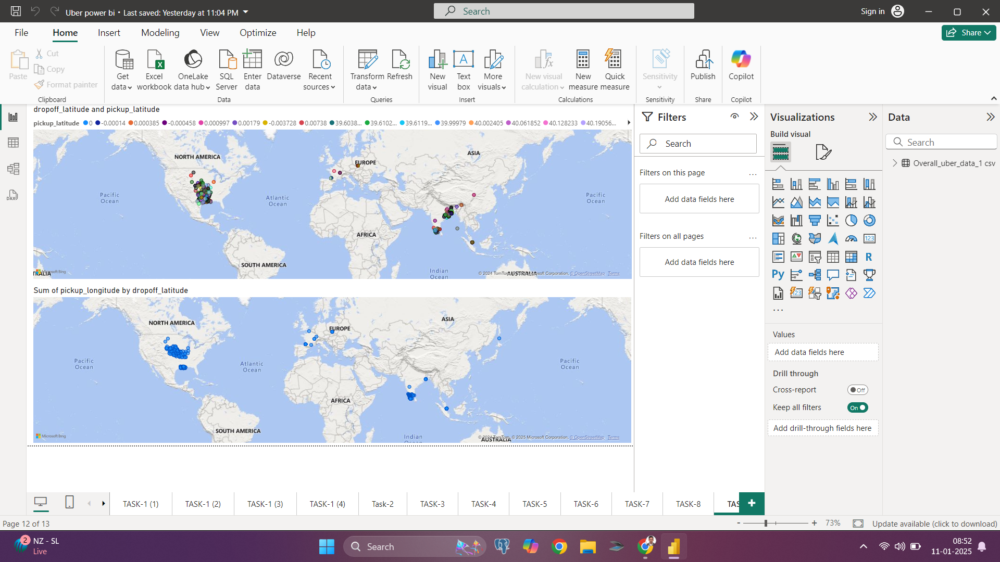 Uber power bi • Last saved: Yesterday at 11:04 PM
Search
Sign in
File
Home
Insert
Modeling
View
Optimize
Help
Share
Paste
Cut
Copy
Format painter
Clipboard
Get data
Excel workbook
OneLake data hub
SQL Server
Enter data
Dataverse
Recent sources
Data
Transform data
Refresh
Queries
New visual
Text box
More visuals
Insert
New visual calculation
New measure
Quick measure
Calculations
Sensitivity
Sensitivity
Publish
Share
Copilot
Copilot
dropoff_latitude and pickup_latitude
pickup_latitude 0 -0.00014 0.000385 -0.000458 0.000997 0.00179 -0.003728 0.00738 39.6038... 39.6102... 39.6119... 39.99979 40.002405 40.061852 40.128233 40.19056...
NORTH AMERICA
EUROPE
ASIA
Pacific Ocean
Atlantic Ocean
Pacific Ocean
AFRICA
SOUTH AMERICA
Indian Ocean
TRALIA
AUSTRALIA
Microsoft Bing
© OpenStreetMap Terms
Sum of pickup_longitude by dropoff_latitude
NORTH AMERICA
EUROPE
ASIA
Pacific Ocean
Atlantic Ocean
Pacific Ocean
AFRICA
SOUTH AMERICA
Indian Ocean
AUSTRALIA
Microsoft Bing
© 2024 TomTom, © 2025 Microsoft Corporation, © OpenStreetMap Terms
Filters
Search
Filters on this page
...
Add data fields here
Filters on all pages
...
Add data fields here
Visualizations
Build visual
123
R
Py
123
...
Values
Add data fields here
Drill through
Cross-report
Off
Keep all filters
On
Add drill-through fields here
Data
Search
Overall_uber_data_1 csv
TASK-1 (1)
TASK-1 (2)
TASK-1 (3)
TASK-1 (4)
Task-2
TASK-3
TASK-4
TASK-5
TASK-6
TASK-7
TASK-8
TAS
+
Page 12 of 13
- + 73%
Update available (click to download)
2
NZ - SL
Live
Search
08:52
11-01-2025